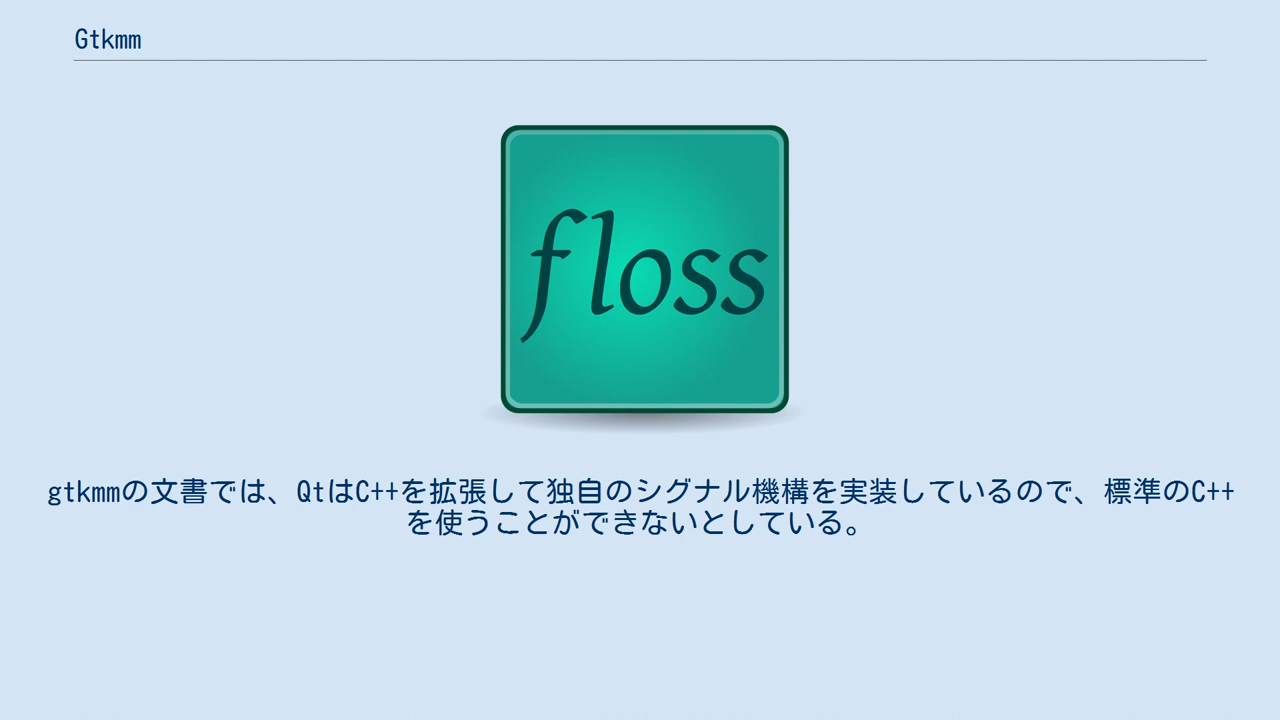 Gtkmm
floss
gtkmmの文書では、QtはC++を拡張して独自のシグナル機構を実装しているので、標準のC++
を使うことができないとしている。